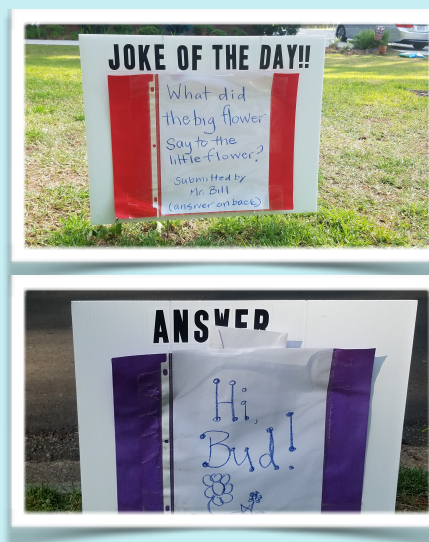 JOKE OF THE DAY!!
What did
the big flower
Say to the
little flower?
Submitted by
Mr. Bill
(answer on back)
ANSWER
Hi,
Bud!